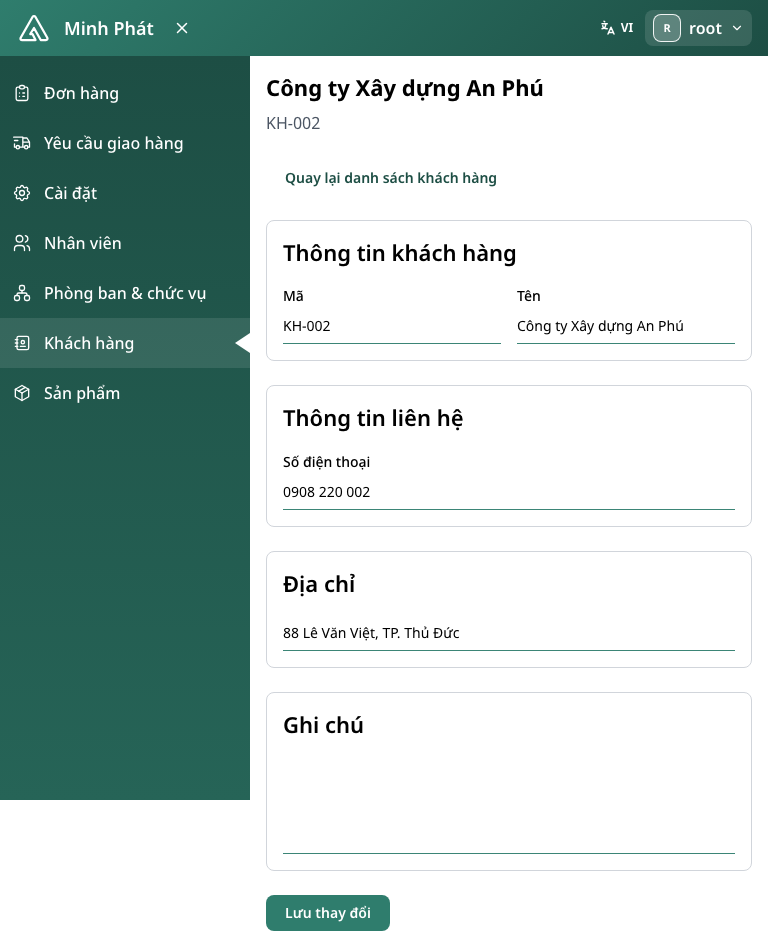 Minh Phát
VI
R
root
Đơn hàng
Yêu cầu giao hàng
Cài đặt
Nhân viên
Phòng ban & chức vụ
Khách hàng
Sản phẩm
Công ty Xây dựng An Phú
KH-002
Quay lại danh sách khách hàng
Thông tin khách hàng
Mã
Tên
KH-002
Công ty Xây dựng An Phú
Thông tin liên hệ
Số điện thoại
0908 220 002
Địa chỉ
88 Lê Văn Việt, TP. Thủ Đức
Ghi chú
Lưu thay đổi